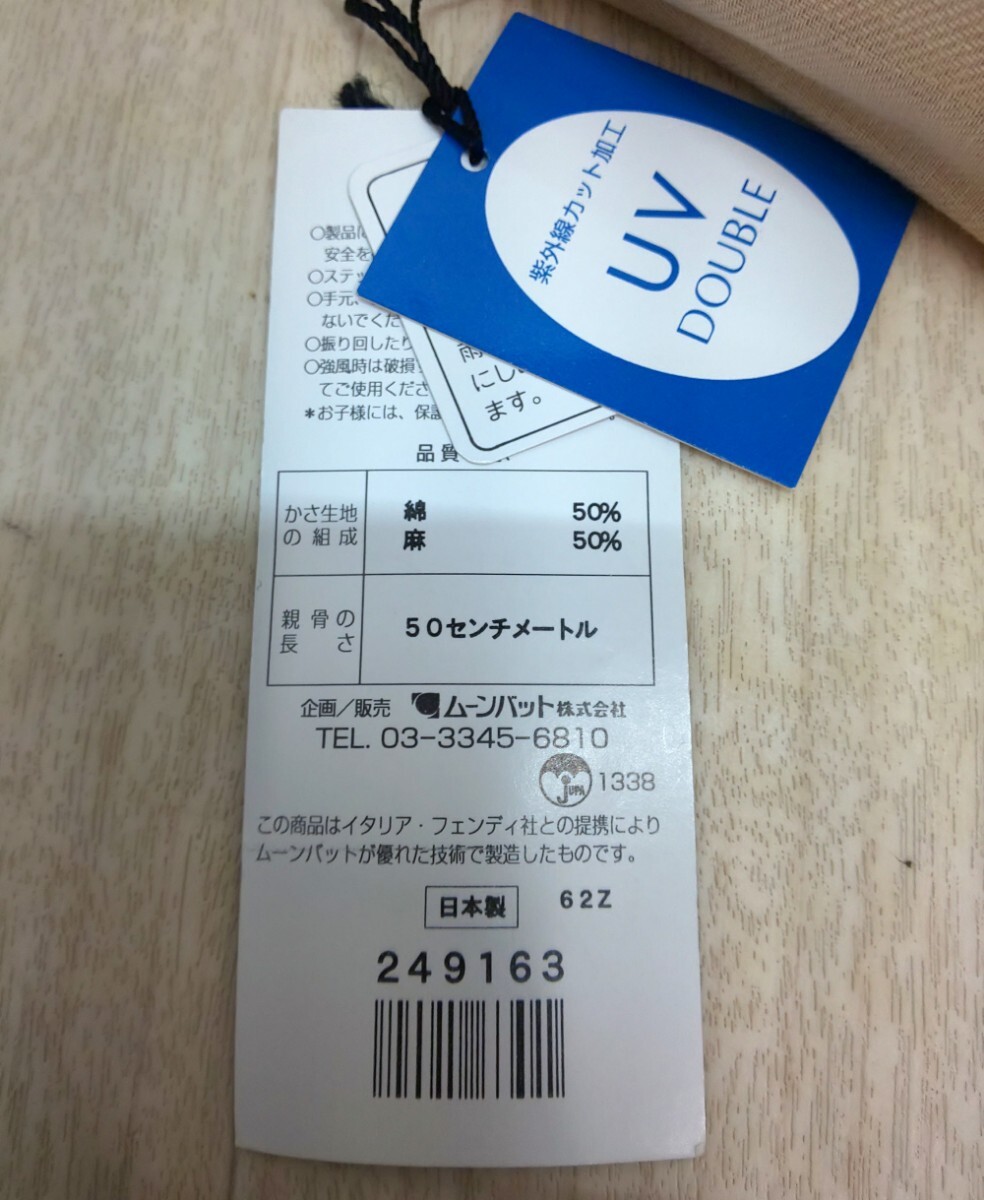 紫外線カット加工
UV
DOUBLE
○製品に
安全を
○ステッ
○手元、
ないでくだ
○振り回したり
○強風時は破損
てご使用くださ
*お子様には、保護
雨
にし
ます。
品質
かさ生地
の組成
綿 50%
麻 50%
親骨の
長さ
50センチメートル
企画/販売 ムーンバット株式会社
TEL. 03-3345-6810
JUPA 1338
この商品はイタリア・フェンディ社との提携により
ムーンバットが優れた技術で製造したものです。
日本製 62Z
249163